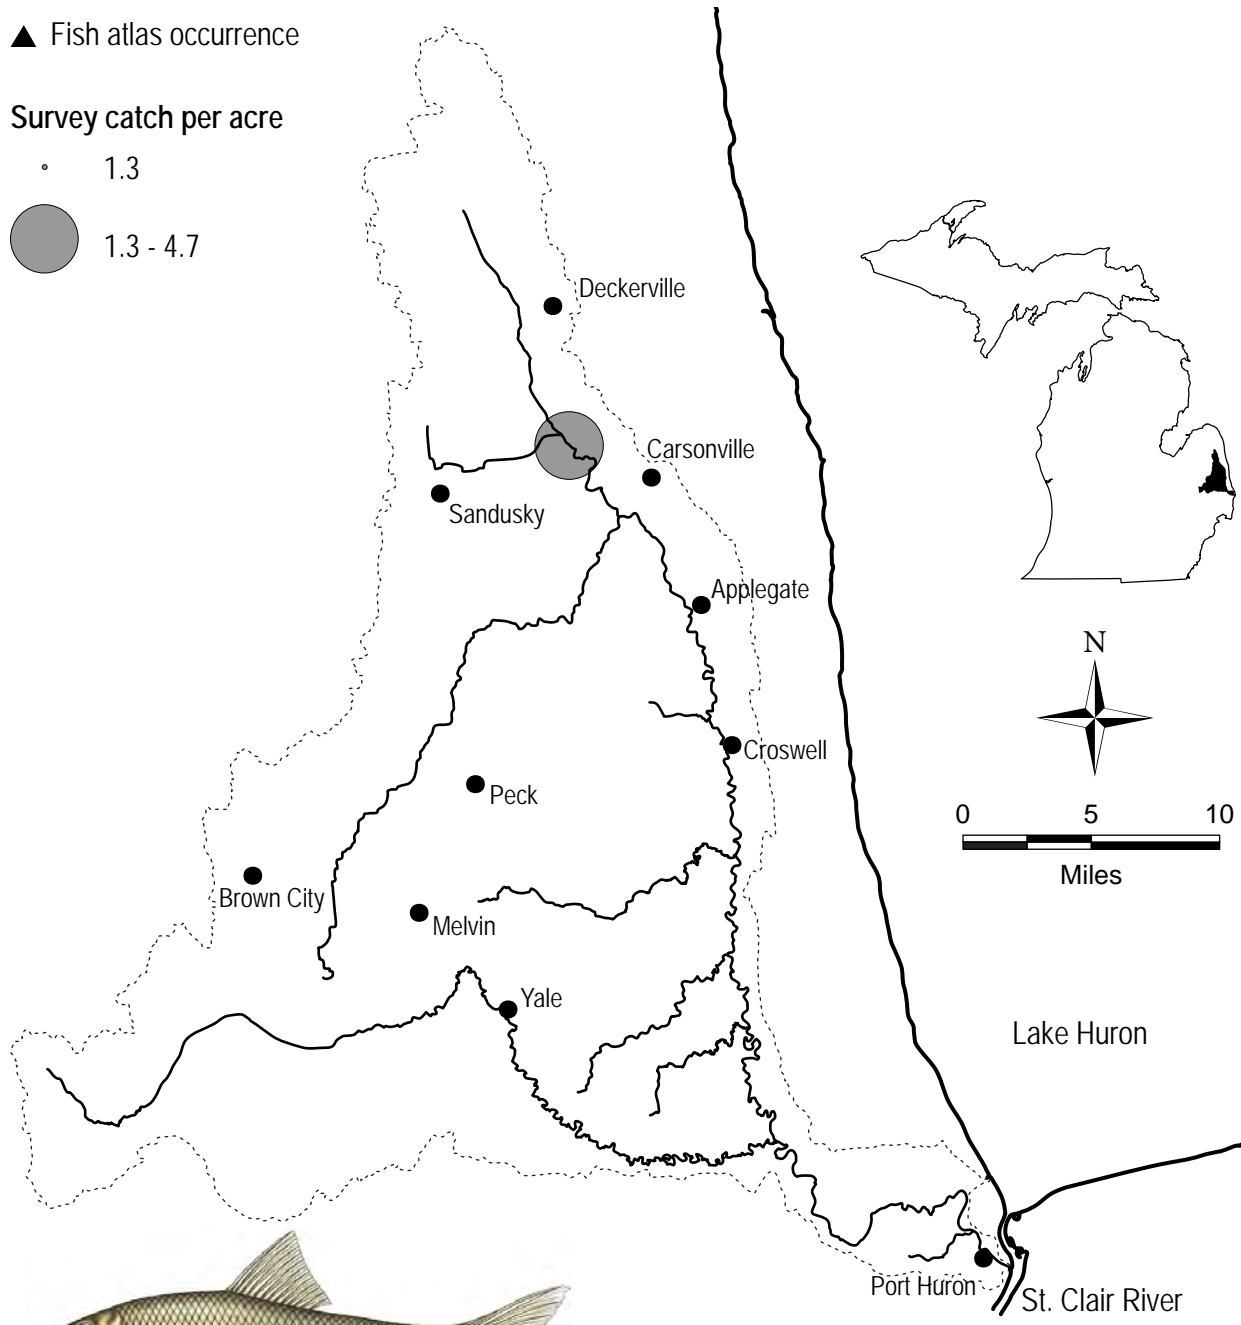 Fish atlas occurrence
Survey catch per acre
1.3
1.3 - 4.7
Deckerville
Carsonville
Sandusky
Applegate
N
Croswell
Peck
0 5 10
Miles
Brown City
Melvin
Yale
Lake Huron
Port Huron
St. Clair River